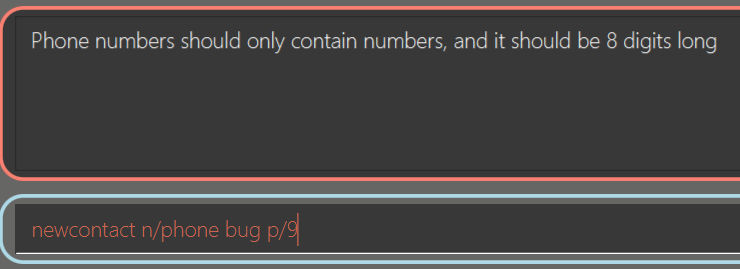 Phone numbers should only contain numbers, and it should be 8 digits long
newcontact n/phone bug p/9